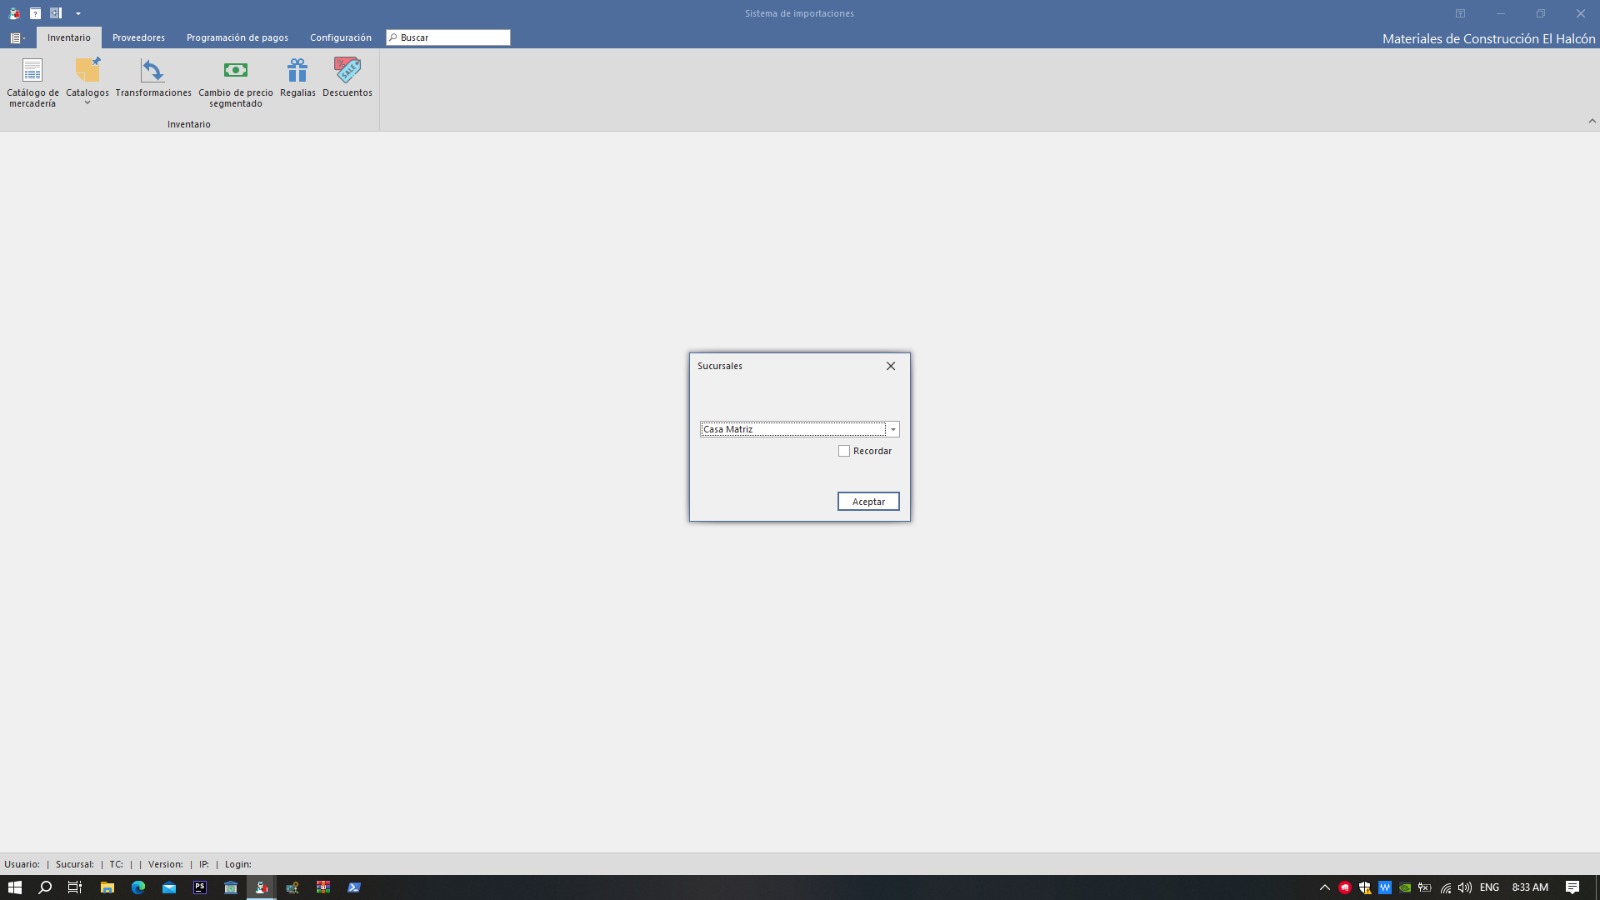 Sistema de importaciones
Inventario
Proveedores
Programación de pagos
Configuración
Buscar
Materiales de Construcción El Halcón
Catálogo de mercadería
Catalogos
Transformaciones
Cambio de precio segmentado
Regalias
Descuentos
Inventario
Sucursales
Casa Matriz
Recordar
Aceptar
Usuario: | Sucursal: | TC: | | Version: | IP: | Login:
PS
W
ENG
8:33 AM